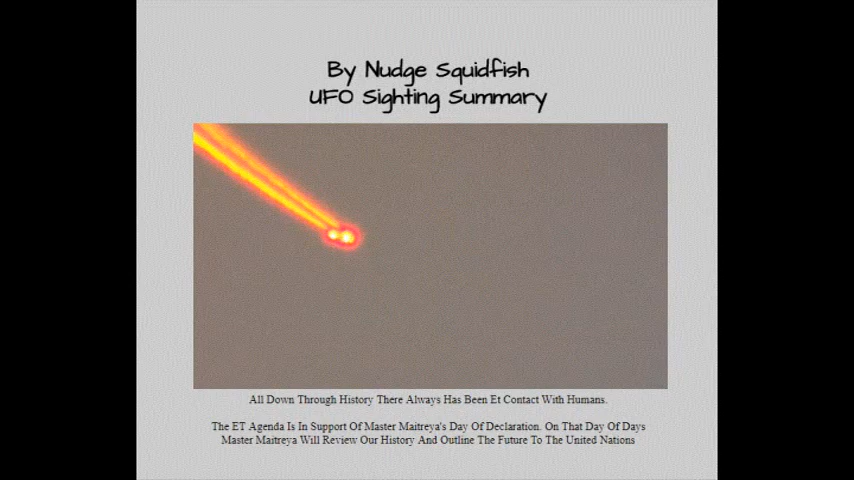 By Nudge Squidfish
UFO Sighting Summary
All Down Through History There Always Has Been Et Contact With Humans.
The ET Agenda Is In Support Of Master Maitreya's Day Of Declaration. On That Day Of Days
Master Maitreya Will Review Our History And Outline The Future To The United Nations